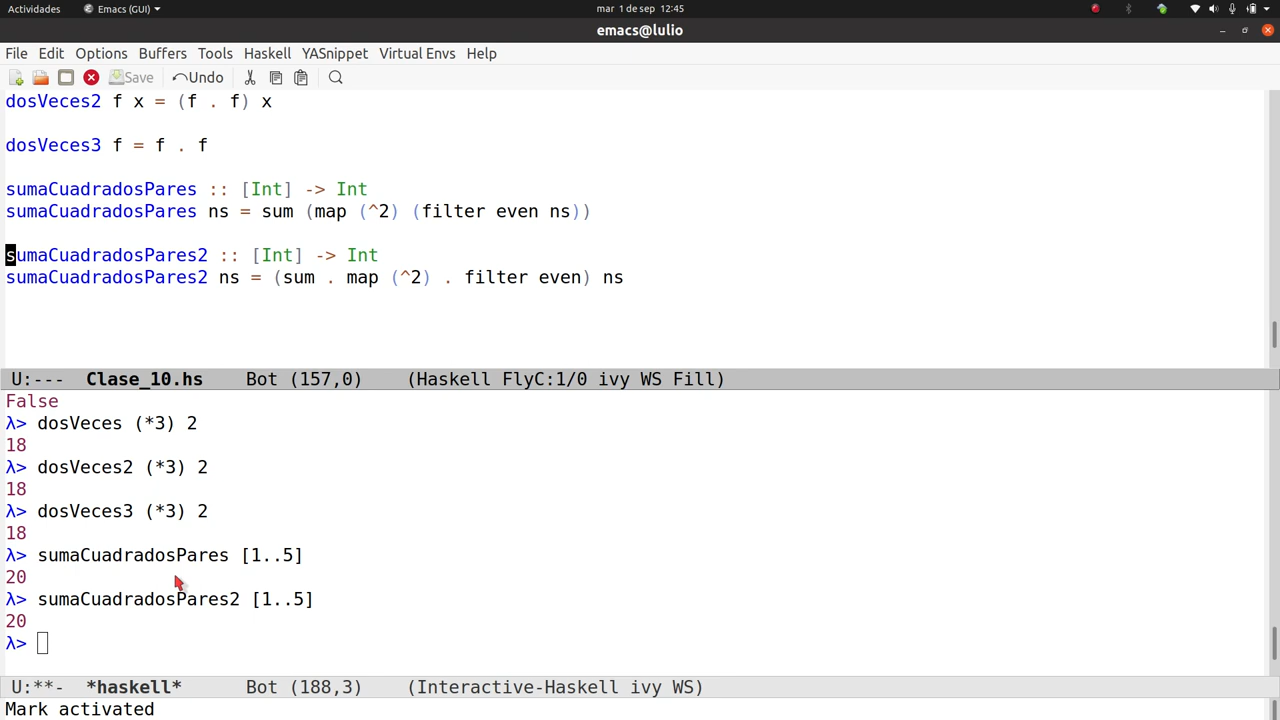 Actividades Emacs (GUI) mar 1 de sep 12:45
emacs@lulio
File Edit Options Buffers Tools Haskell YASnippet Virtual Envs Help
Save Undo
dosVeces2 f x = (f . f) x
dosVeces3 f = f . f
sumaCuadradosPares :: [Int] -> Int
sumaCuadradosPares ns = sum (map (^2) (filter even ns))
sumaCuadradosPares2 :: [Int] -> Int
sumaCuadradosPares2 ns = (sum . map (^2) . filter even) ns
U:--- Clase_10.hs Bot (157,0) (Haskell FlyC:1/0 ivy WS Fill)
False
λ> dosVeces (*3) 2
18
λ> dosVeces2 (*3) 2
18
λ> dosVeces3 (*3) 2
18
λ> sumaCuadradosPares [1..5]
20
λ> sumaCuadradosPares2 [1..5]
20
λ>
U:**- *haskell* Bot (188,3) (Interactive-Haskell ivy WS)
Mark activated